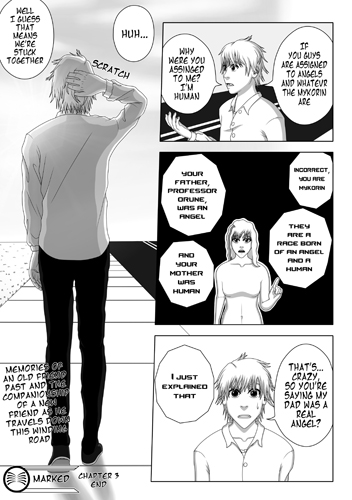 IF YOU GUYS
ARE ASSIGNED
TO ANGELS
AND WHATEUR
THE MYKORIN
ARE
WHY
WERE YOU
ASSINGED TO
ME?
I'M
HUMAN
INCORRECT,
YOU ARE
MYKORIN
THEY ARE A
RACE BORN
OF AN ANGEL
AND A
HUMAN
YOUR
FATHER,
PROFESSOR
ORUNE,
WAS AN
ANGEL
AND
YOUR
MOTHER
WAS
HUMAN
THAT'S...
CRAZY,
SO YOU'RE
SAYING MY
DAD WAS
A REAL
ANGEL?
I JUST
EXPLAINED
THAT
HUH...
SCRATCH
WELL
I GUESS
THAT
MEANS
WE'RE
STUCK
TOGETHER
MEMORIES OF
AN OLD FRIEND
PAST AND THE
COMPANIONSHIP
OF A NEW
FRIEND AS HE
TRAVELS DOWN
THIS WINDING
ROAD
MARKED
CHAPTER 3
END